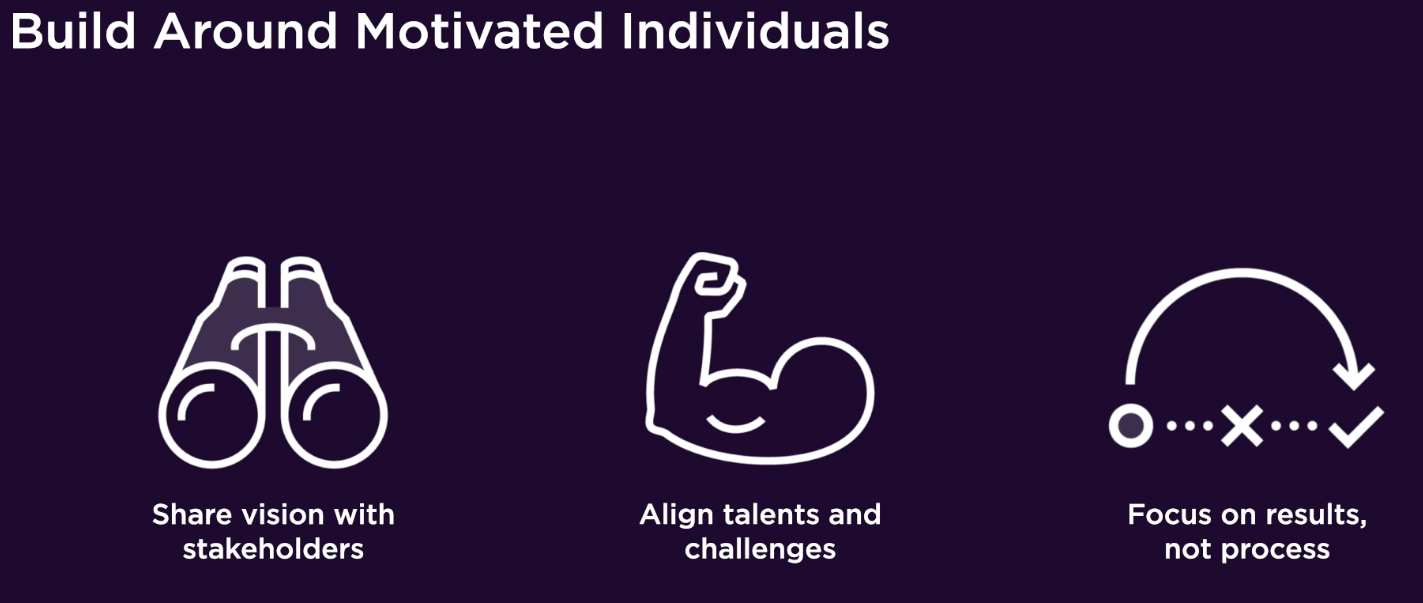 Build Around Motivated Individuals
Share vision with
stakeholders
Align talents and
challenges
Focus on results,
not process